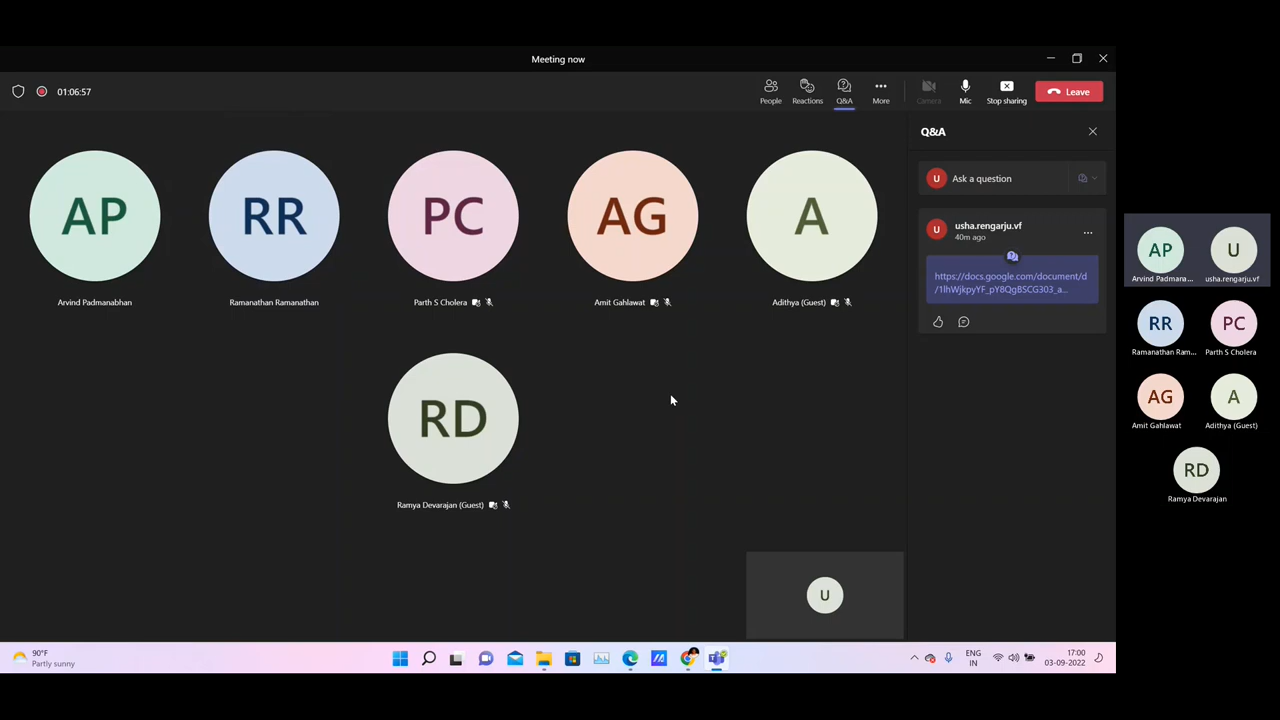 Meeting now
01:06:57
People
Reactions
Q&A
More
Camera
Mic
Stop sharing
Leave
AP
RR
PC
AG
A
Arvind Padmanabhan
Ramanathan Ramanathan
Parth S Cholera
Amit Gahlawat
Adithya (Guest)
RD
Ramya Devarajan (Guest)
U
Q&A
U
Ask a question
U
usha.rengarju.vf
40m ago
...
https://docs.google.com/document/d
/1lhWjkpyYF_pY8QgBSCG303_a...
AP
U
Arvind Padmana...
usha.rengarju.vf
RR
PC
Ramanathan Ram...
Parth S Cholera
AG
A
Amit Gahlawat
Adithya (Guest)
RD
Ramya Devarajan
90°F
Partly sunny
ENG
IN
17:00
03-09-2022